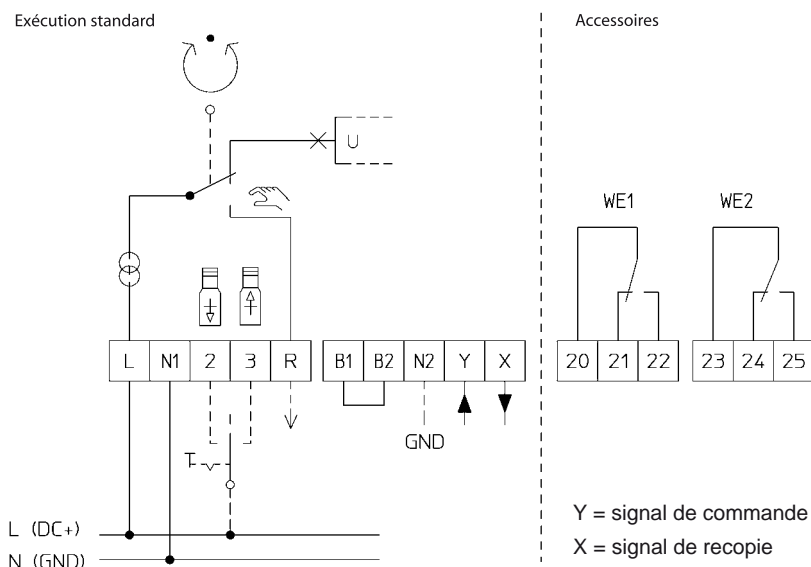 Exécution standard
Accessoires
U
WE1 WE2
L N1 2 3 R B1 B2 N2 Y X 20 21 22 23 24 25
GND
L (DC+)
N (GND)
Y = signal de commande
X = signal de recopie